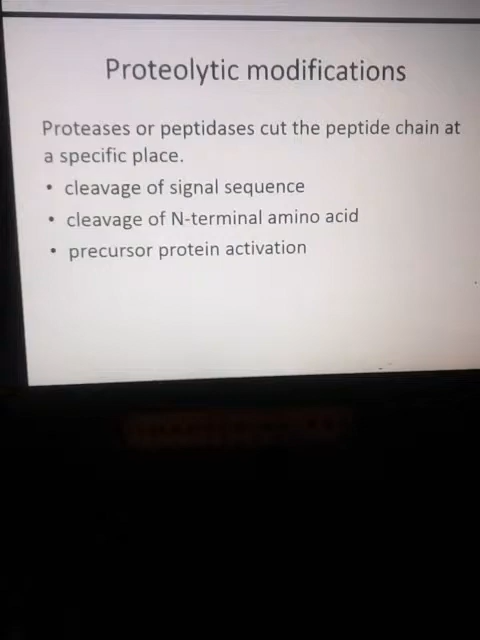 Proteolytic modifications
Proteases or peptidases cut the peptide chain at
a specific place.
• cleavage of signal sequence
• cleavage of N-terminal amino acid
• precursor protein activation